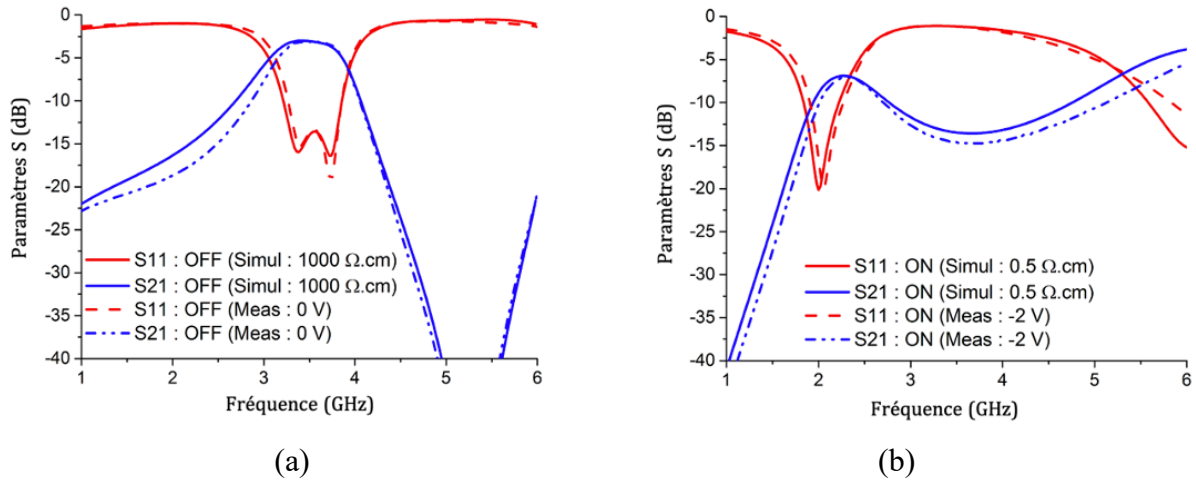 0
-5
-10
-15
-20
-25
-30
-35
-40
Paramètres S (dB)
S11 : OFF (Simul : 1000 Ω.cm)
S21 : OFF (Simul : 1000 Ω.cm)
S11 : OFF (Meas : 0 V)
S21 : OFF (Meas : 0 V)
1 2 3 4 5 6
Fréquence (GHz)
(a)
0
-5
-10
-15
-20
-25
-30
-35
-40
Paramètres S (dB)
S11 : ON (Simul : 0.5 Ω.cm)
S21 : ON (Simul : 0.5 Ω.cm)
S11 : ON (Meas : -2 V)
S21 : ON (Meas : -2 V)
1 2 3 4 5 6
Fréquence (GHz)
(b)